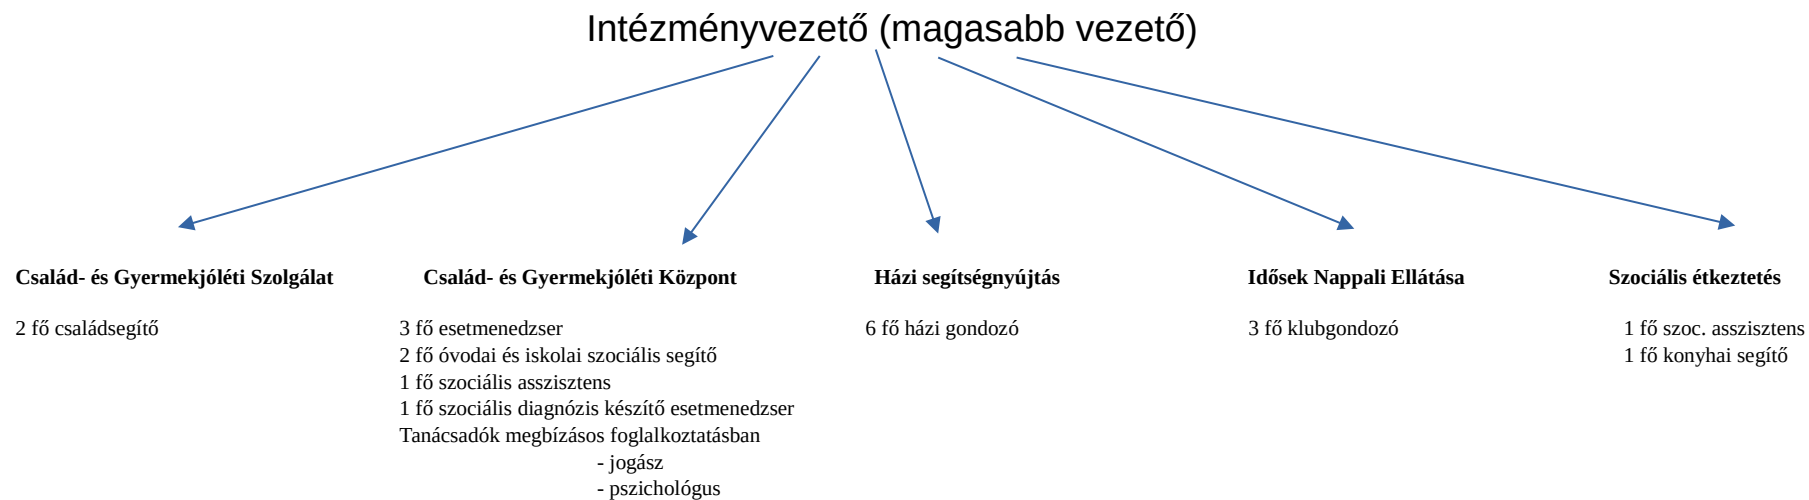 Intézményvezető (magasabb vezető)
Család- és Gyermekjóléti Szolgálat
2 fő családsegítő
Család- és Gyermekjóléti Központ
3 fő esetmenedzser
2 fő óvodai és iskolai szociális segítő
1 fő szociális asszisztens
1 fő szociális diagnózis készítő esetmenedzser
Tanácsadók megbízásos foglalkoztatásban
- jogász
- pszichológus
Házi segítségnyújtás
6 fő házi gondozó
Idősek Nappali Ellátása
3 fő klubgondozó
Szociális étkeztetés
1 fő szoc. asszisztens
1 fő konyhai segítő